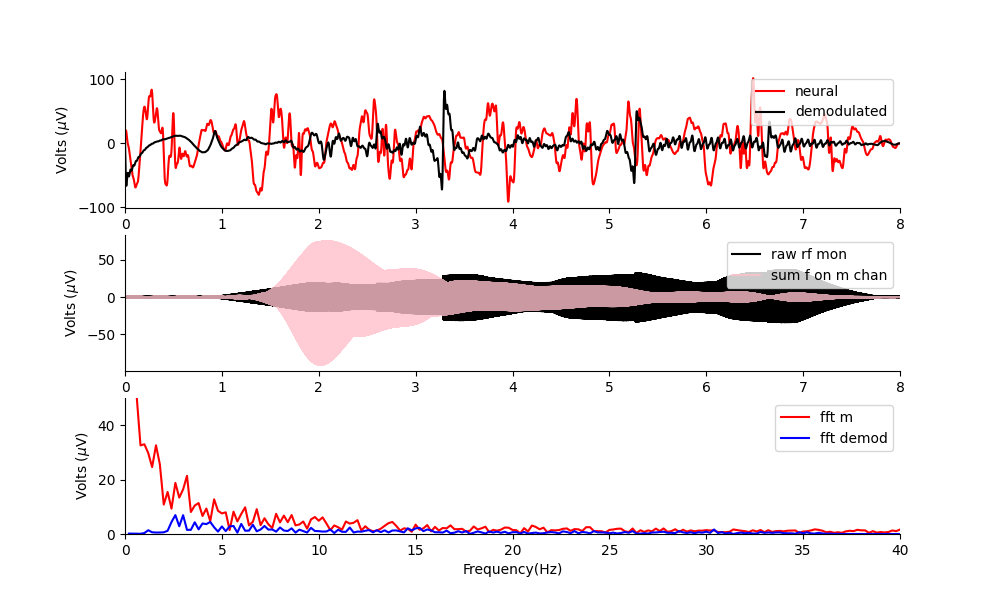 Volts (μV)
100
0
−100
neural
demodulated
0 1 2 3 4 5 6 7 8
Volts (μV)
50
0
−50
raw rf mon
sum f on m chan
0 1 2 3 4 5 6 7 8
Volts (μV)
40
20
0
fft m
fft demod
0 5 10 15 20 25 30 35 40
Frequency(Hz)